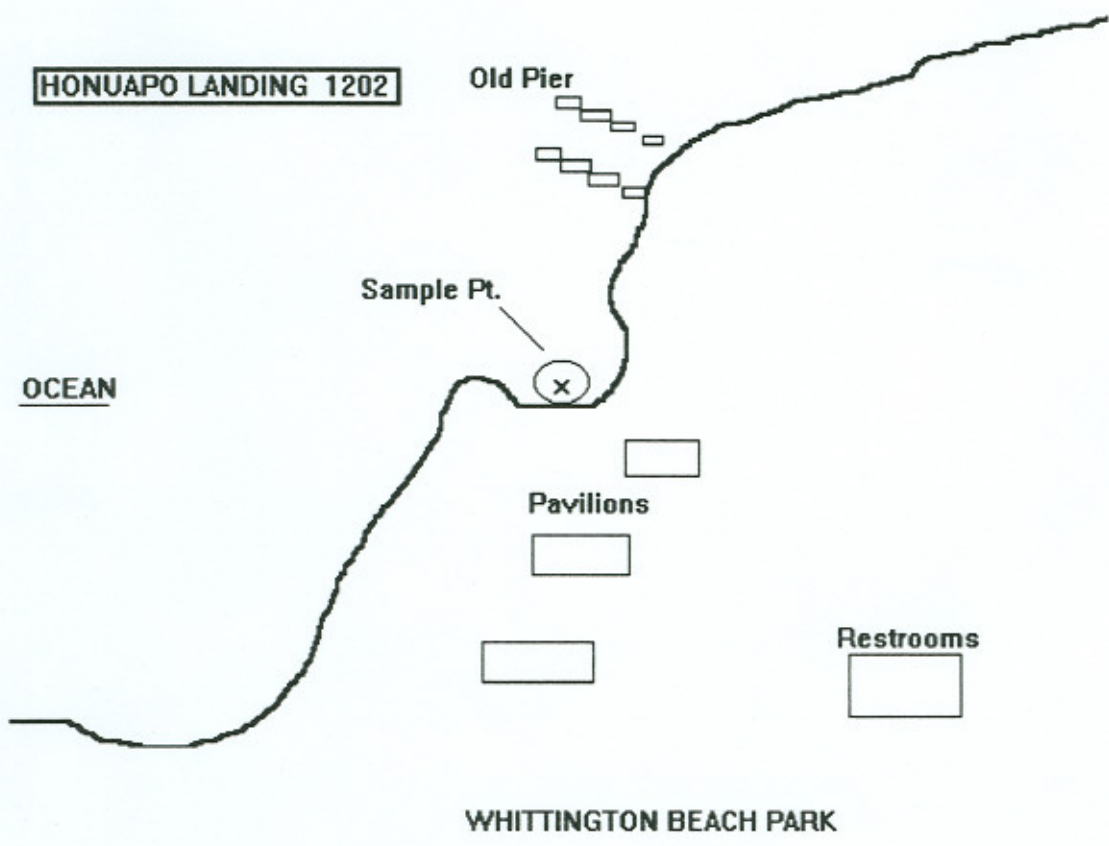 HONUAPO LANDING 1202
Old Pier
Sample Pt.
x
OCEAN
Pavilions
Restrooms
WHITTINGTON BEACH PARK